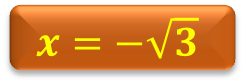 x = −√3